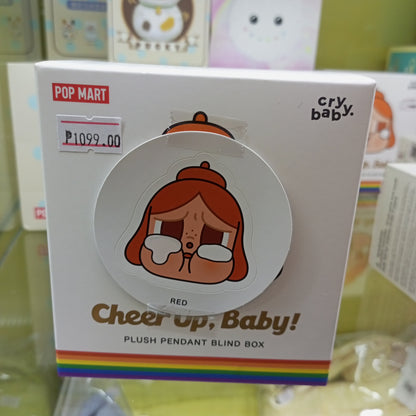 POP MART
cry
baby.
₱1099.00
RED
Cheer Up, Baby!
PLUSH PENDANT BLIND BOX